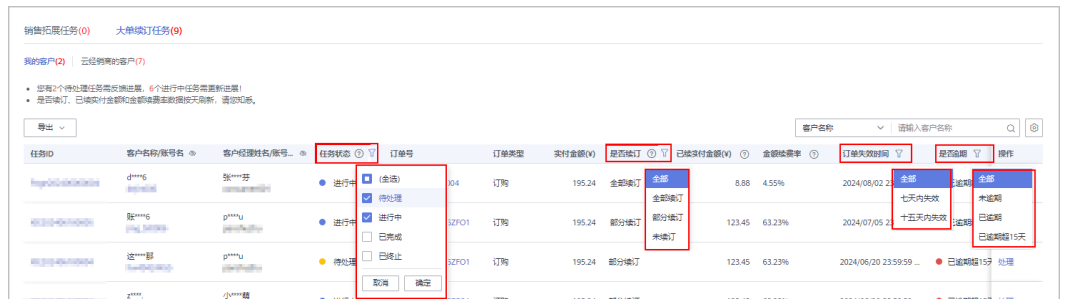 销售拓展任务(0) 大单续订任务(9)
我的客户(2) 云经销商的客户(7)
您有2个待处理任务需反馈进展，6个进行中任务需更新进展！
是否续订、已续实付金额和金额续费率数据按天刷新，请您知悉。
导出 客户名称 请输入客户名称
任务ID 客户名称/账号名 客户经理姓名/账号... 任务状态 订单号 订单类型 实付金额(¥) 是否续订 已续实付金额(¥) 金额续费率 订单失效时间 是否逾期 操作
d****6 张****芬 进行中 (全选) 004 订购 195.24 全部续订 全部 8.88 4.55% 2024/08/02 23 全部 全部
待处理 全部续订 七天内失效 未逾期
陈****6 p****u 进行中 进行中 SZFO1 订购 195.24 部分续订 部分续订 123.45 63.23% 2024/07/05 23 十五天内失效 已逾期
已完成 未续订 已逾期超15天
这****那 p****u 待处理 已终止 SZFO1 订购 195.24 部分续订 123.45 63.23% 2024/06/20 23:59:59 ... 已逾期超15天 处理
取消 确定
z****, 小****萌